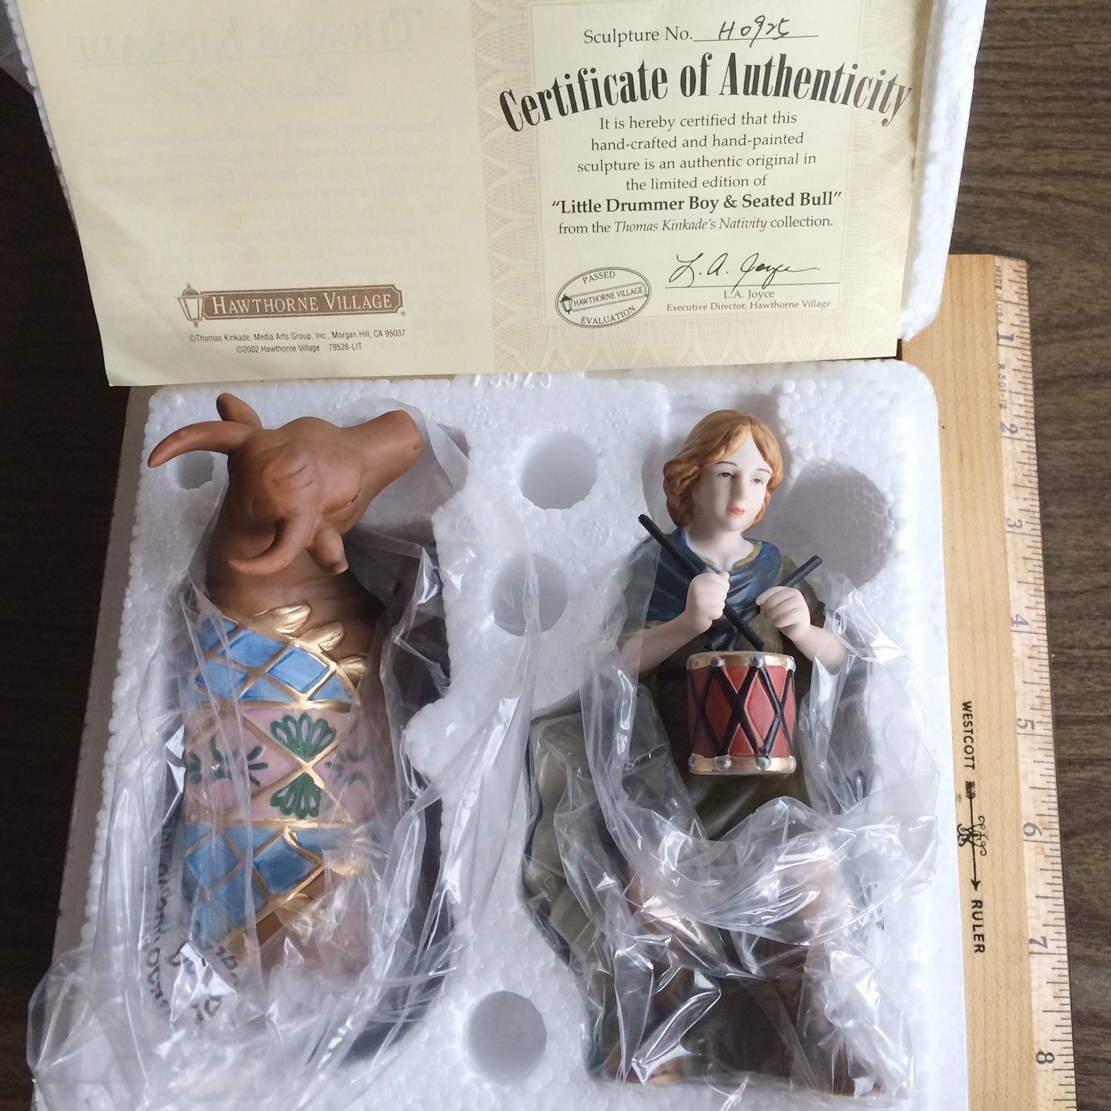 THOMAS KINKADE
Sculpture No. H0925
Certificate of Authenticity
It is hereby certified that this
hand-crafted and hand-painted
sculpture is an authentic original in
the limited edition of
“Little Drummer Boy & Seated Bull”
from the Thomas Kinkade's Nativity collection.
PASSED
HAWTHORNE VILLAGE
EVALUATION
L. A. Joyce
L.A. Joyce
Executive Director, Hawthorne Village
HAWTHORNE VILLAGE
©Thomas Kinkade, Media Arts Group, Inc., Morgan Hill, CA 95037
©2002 Hawthorne Village 79526-LIT
1
2
3
4
5
6
7
8
WESTCOTT
RULER